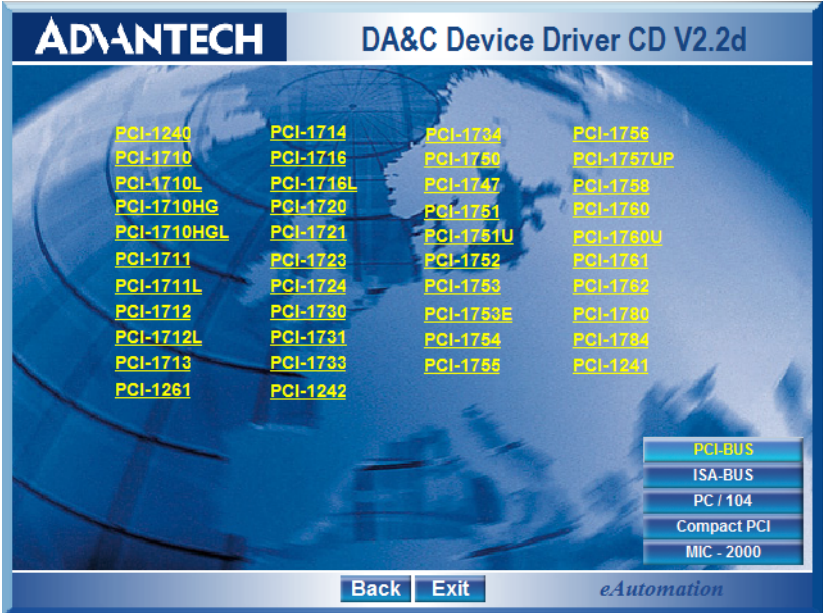 ADVANTECH
DA&C Device Driver CD V2.2d
PCI-1240 PCI-1714 PCI-1734 PCI-1756
PCI-1710 PCI-1716 PCI-1750 PCI-1757UP
PCI-1710L PCI-1716L PCI-1747 PCI-1758
PCI-1710HG PCI-1720 PCI-1751 PCI-1760
PCI-1710HGL PCI-1721 PCI-1751U PCI-1760U
PCI-1711 PCI-1723 PCI-1752 PCI-1761
PCI-1711L PCI-1724 PCI-1753 PCI-1762
PCI-1712 PCI-1730 PCI-1753E PCI-1780
PCI-1712L PCI-1731 PCI-1754 PCI-1784
PCI-1713 PCI-1733 PCI-1755 PCI-1241
PCI-1261 PCI-1242
PCI-BUS
ISA-BUS
PC / 104
Compact PCI
MIC - 2000
Back Exit eAutomation